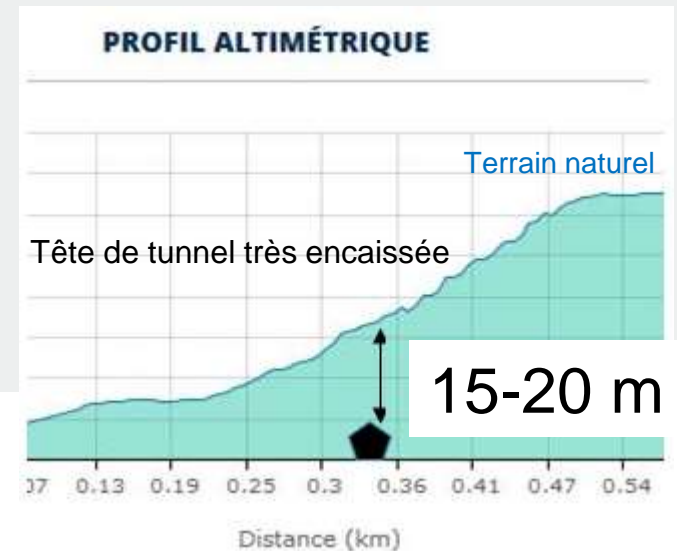 PROFIL ALTIMÉTRIQUE
Terrain naturel
Tête de tunnel très encaissée
15-20 m
07 0.13 0.19 0.25 0.3 0.36 0.41 0.47 0.54
Distance (km)